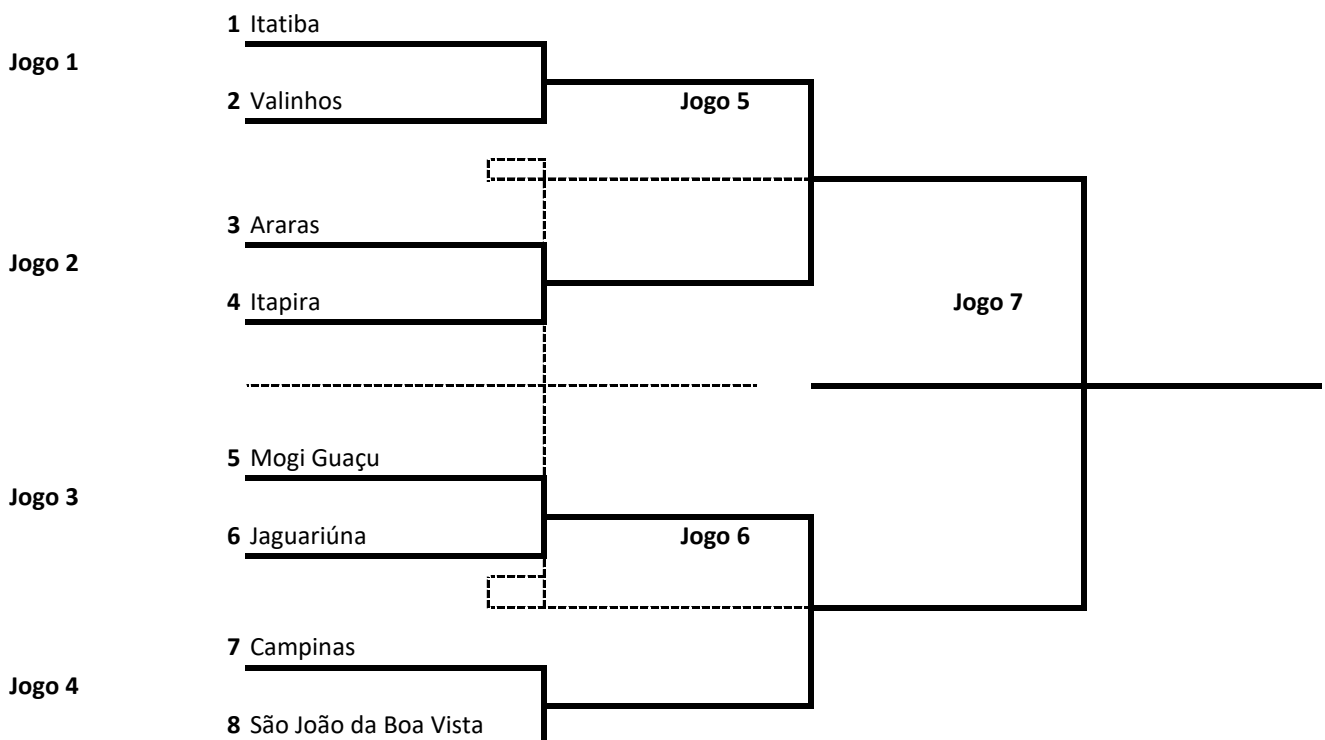 1 Itatiba
Jogo 1
2 Valinhos
Jogo 5
3 Araras
Jogo 2
4 Itapira
Jogo 7
5 Mogi Guaçu
Jogo 3
6 Jaguariúna
Jogo 6
7 Campinas
Jogo 4
8 São João da Boa Vista